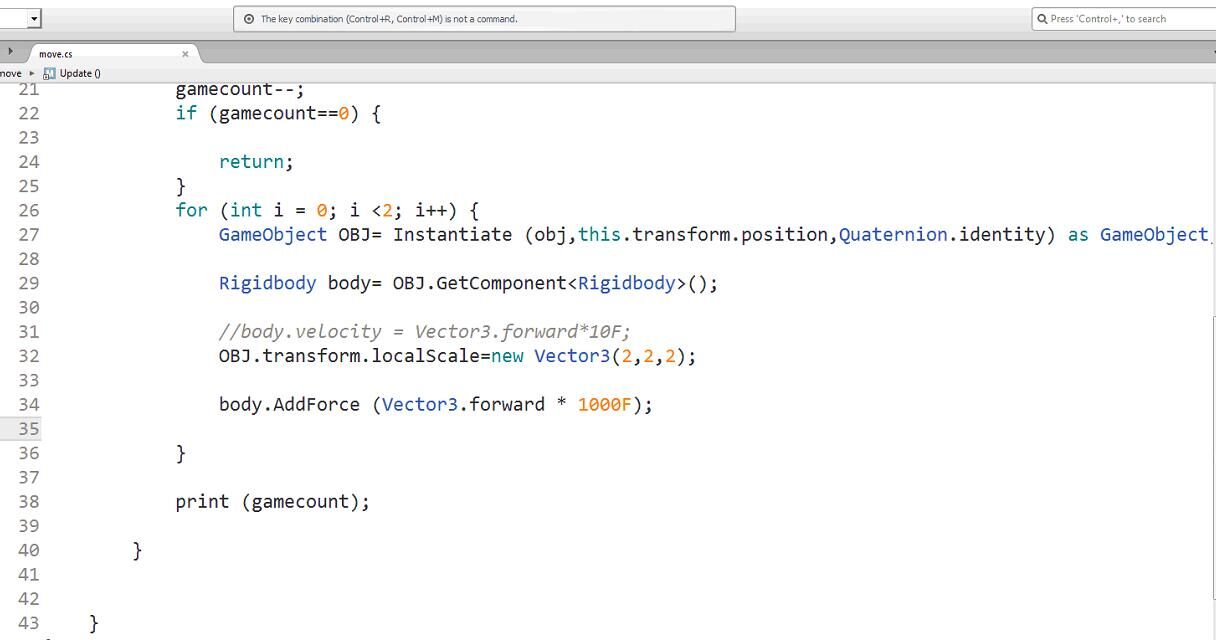 The key combination (Control+R, Control+M) is not a command.
Press 'Control+,' to search
move.cs
move ▸ Update ()
21 gamecount--;
22 if (gamecount==0) {
23
24 return;
25 }
26 for (int i = 0; i <2; i++) {
27 GameObject OBJ= Instantiate (obj,this.transform.position,Quaternion.identity) as GameObject
28
29 Rigidbody body= OBJ.GetComponent<Rigidbody>();
30
31 //body.velocity = Vector3.forward*10F;
32 OBJ.transform.localScale=new Vector3(2,2,2);
33
34 body.AddForce (Vector3.forward * 1000F);
35
36 }
37
38 print (gamecount);
39
40 }
41
42
43 }